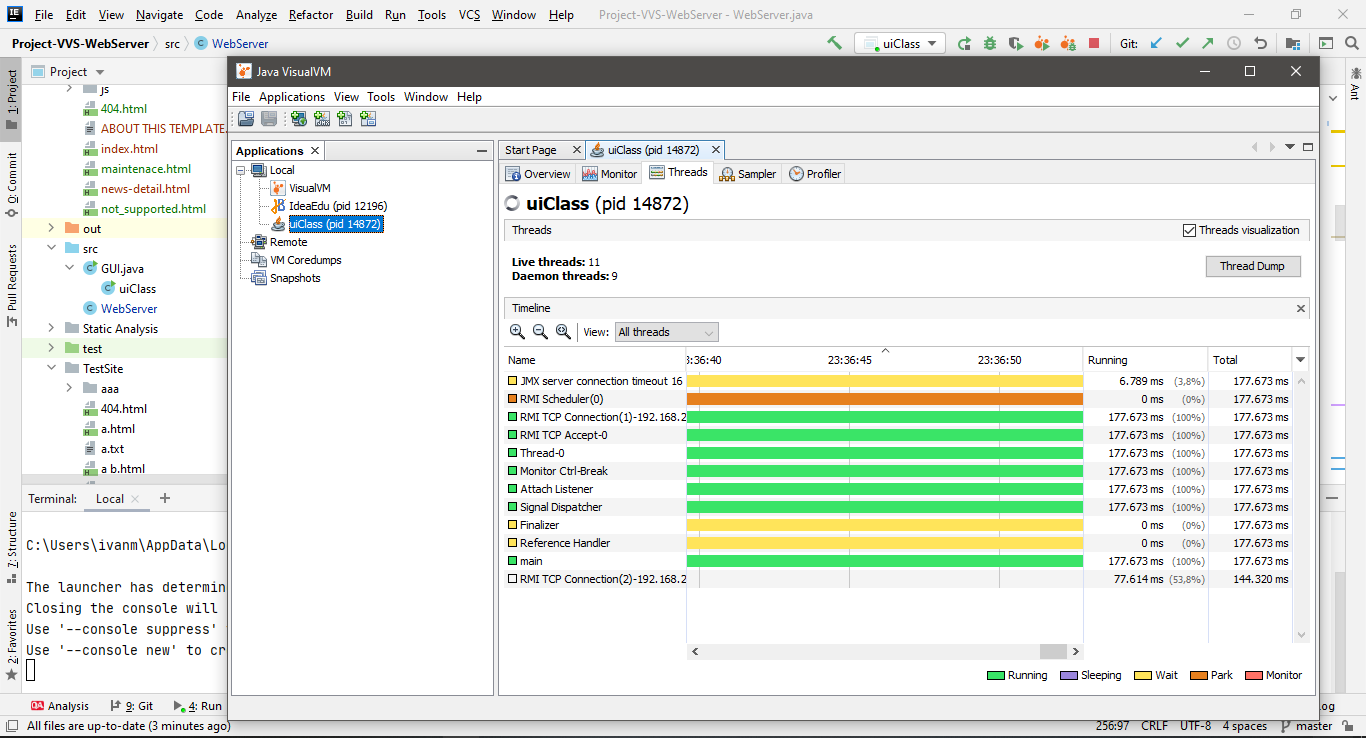 File Edit View Navigate Code Analyze Refactor Build Run Tools VCS Window Help Project-VVS-WebServer - WebServer.java
Project-VVS-WebServer src WebServer uiClass Git:
1: Project
0: Commit
Pull Requests
7: Structure
2: Favorites
Ant
Project
js
404.html
ABOUT THIS TEMPLATE.
index.html
maintenace.html
news-detail.html
not_supported.html
out
src
GUI.java
uiClass
WebServer
Static Analysis
test
TestSite
aaa
404.html
a.html
a.txt
a b.html
Terminal: Local
C:\Users\ivanm\AppData\Lo
The launcher has determin
Closing the console will
Use '--console suppress'
Use '--console new' to cr
Java VisualVM
File Applications View Tools Window Help
Applications
Local
VisualVM
IdeaEdu (pid 12196)
uiClass (pid 14872)
Remote
VM Coredumps
Snapshots
Start Page uiClass (pid 14872)
Overview Monitor Threads Sampler Profiler
uiClass (pid 14872)
Threads Threads visualization
Live threads: 11
Daemon threads: 9
Thread Dump
Timeline
View: All threads
Name 3:36:40 23:36:45 23:36:50 Running Total
JMX server connection timeout 16 6.789 ms (3,8%) 177.673 ms
RMI Scheduler(0) 0 ms (0%) 177.673 ms
RMI TCP Connection(1)-192.168.2 177.673 ms (100%) 177.673 ms
RMI TCP Accept-0 177.673 ms (100%) 177.673 ms
Thread-0 177.673 ms (100%) 177.673 ms
Monitor Ctrl-Break 177.673 ms (100%) 177.673 ms
Attach Listener 177.673 ms (100%) 177.673 ms
Signal Dispatcher 177.673 ms (100%) 177.673 ms
Finalizer 0 ms (0%) 177.673 ms
Reference Handler 0 ms (0%) 177.673 ms
main 177.673 ms (100%) 177.673 ms
RMI TCP Connection(2)-192.168.2 77.614 ms (53,8%) 144.320 ms
Running Sleeping Wait Park Monitor
Analysis 9: Git 4: Run og
All files are up-to-date (3 minutes ago) 256:97 CRLF UTF-8 4 spaces master